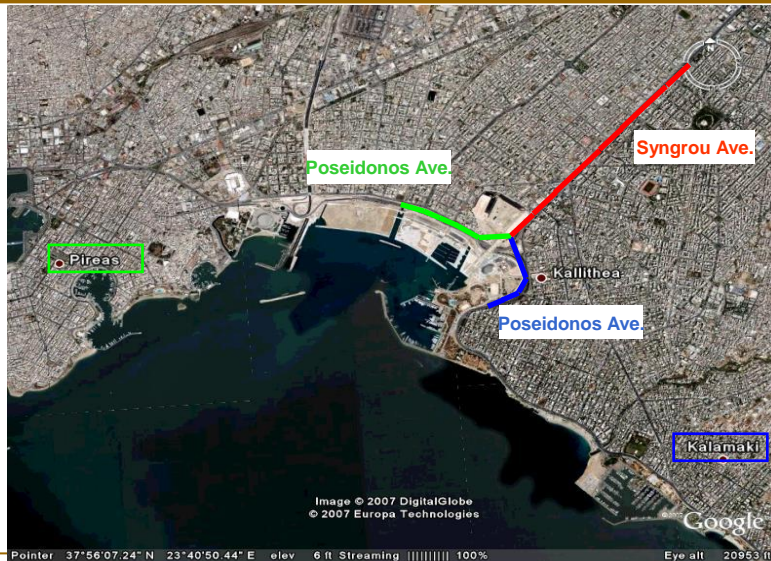 N
Syngrou Ave.
Poseidonos Ave.
Pireas
Kallithea
Poseidonos Ave.
Kalamaki
Image © 2007 DigitalGlobe
© 2007 Europa Technologies
© 2007
Google
Pointer 37°56'07.24" N 23°40'50.44" E elev 6 ft Streaming |||||||||| 100% Eye alt 20953 ft